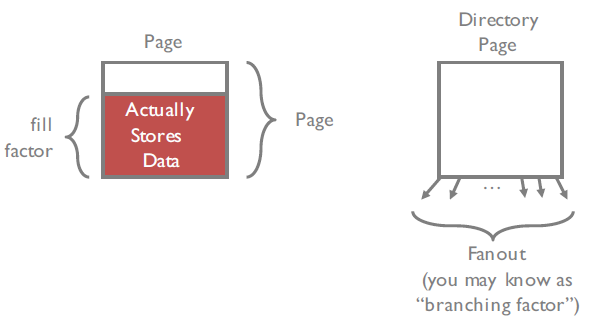 Page
Actually
Stores
Data
fill
factor
Page
Directory
Page
...
Fanout
(you may know as
“branching factor”)